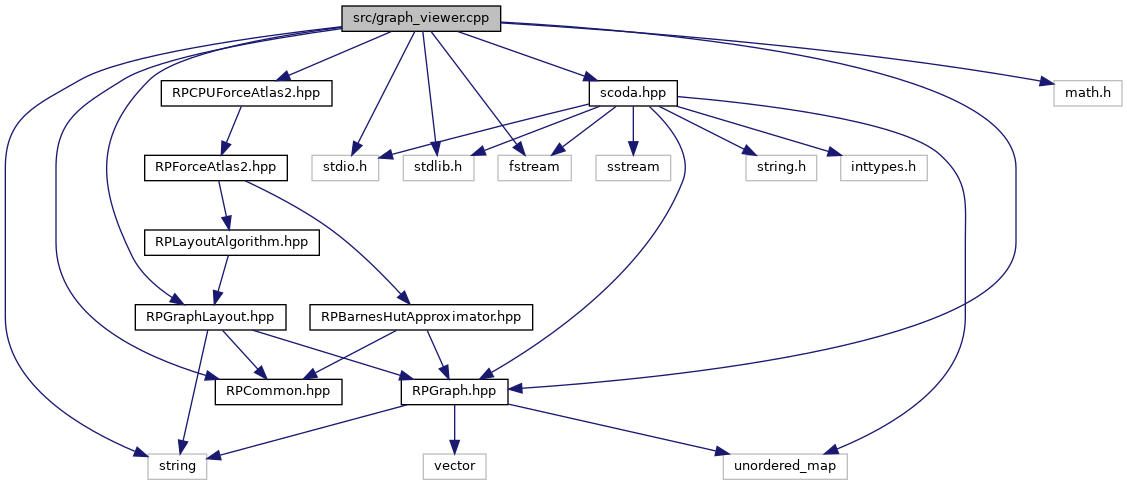 src/graph_viewer.cpp
RPCPUForceAtlas2.hpp
scoda.hpp
math.h
RPForceAtlas2.hpp
stdio.h
stdlib.h
fstream
sstream
string.h
inttypes.h
RPLayoutAlgorithm.hpp
RPGraphLayout.hpp
RPBarnesHutApproximator.hpp
RPCommon.hpp
RPGraph.hpp
string
vector
unordered_map